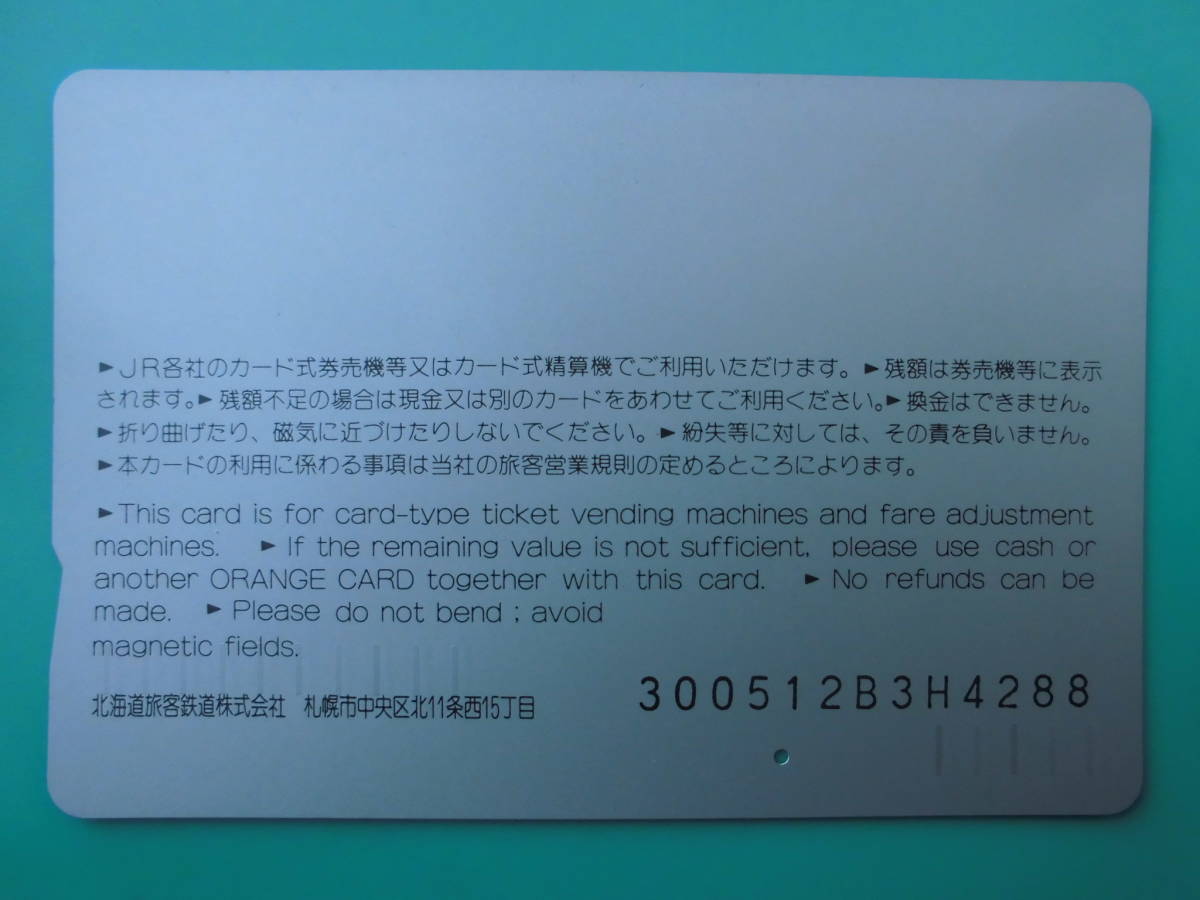 ►JR各社のカード式券売機等又はカード式精算機でご利用いただけます。►残額は券売機等に表示
されます。►残額不足の場合は現金又は別のカードをあわせてご利用ください。►換金はできません。
►折り曲げたり、磁気に近づけたりしないでください。►紛失等に対しては、その責を負いません。
►本カードの利用に係わる事項は当社の旅客営業規則の定めるところによります。
►This card is for card-type ticket vending machines and fare adjustment
machines. ►If the remaining value is not sufficient, please use cash or
another ORANGE CARD together with this card. ►No refunds can be
made. ►Please do not bend ; avoid
magnetic fields.
北海道旅客鉄道株式会社 札幌市中央区北11条西15丁目
300512B3H4288